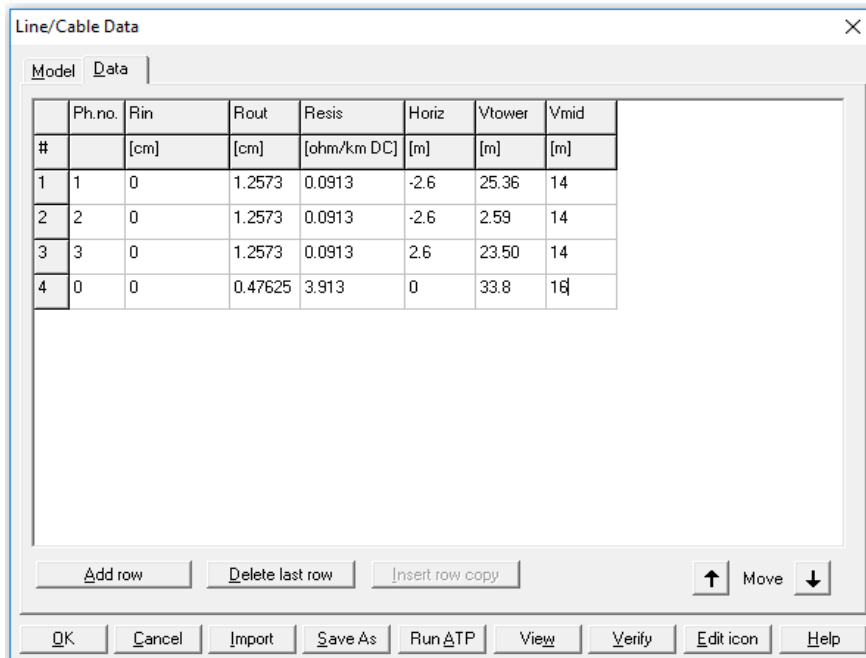 Line/Cable Data
Model Data
Ph.no. Rin Rout Resis Horiz Vtower Vmid
# [cm] [cm] [ohm/km DC] [m] [m] [m]
1 1 0 1.2573 0.0913 -2.6 25.36 14
2 2 0 1.2573 0.0913 -2.6 2.59 14
3 3 0 1.2573 0.0913 2.6 23.50 14
4 0 0 0.47625 3.913 0 33.8 16
Add row Delete last row Insert row copy Move
OK Cancel Import Save As Run ATP View Verify Edit icon Help